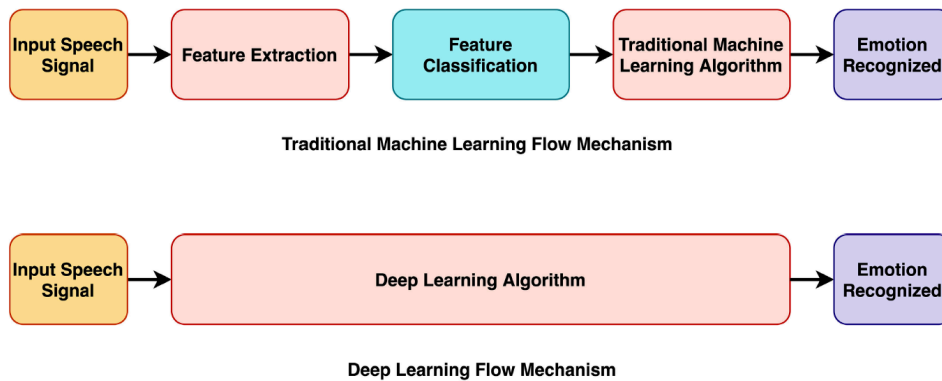 Input Speech
Signal
Feature Extraction
Feature
Classification
Traditional Machine
Learning Algorithm
Emotion
Recognized
Traditional Machine Learning Flow Mechanism
Input Speech
Signal
Deep Learning Algorithm
Emotion
Recognized
Deep Learning Flow Mechanism